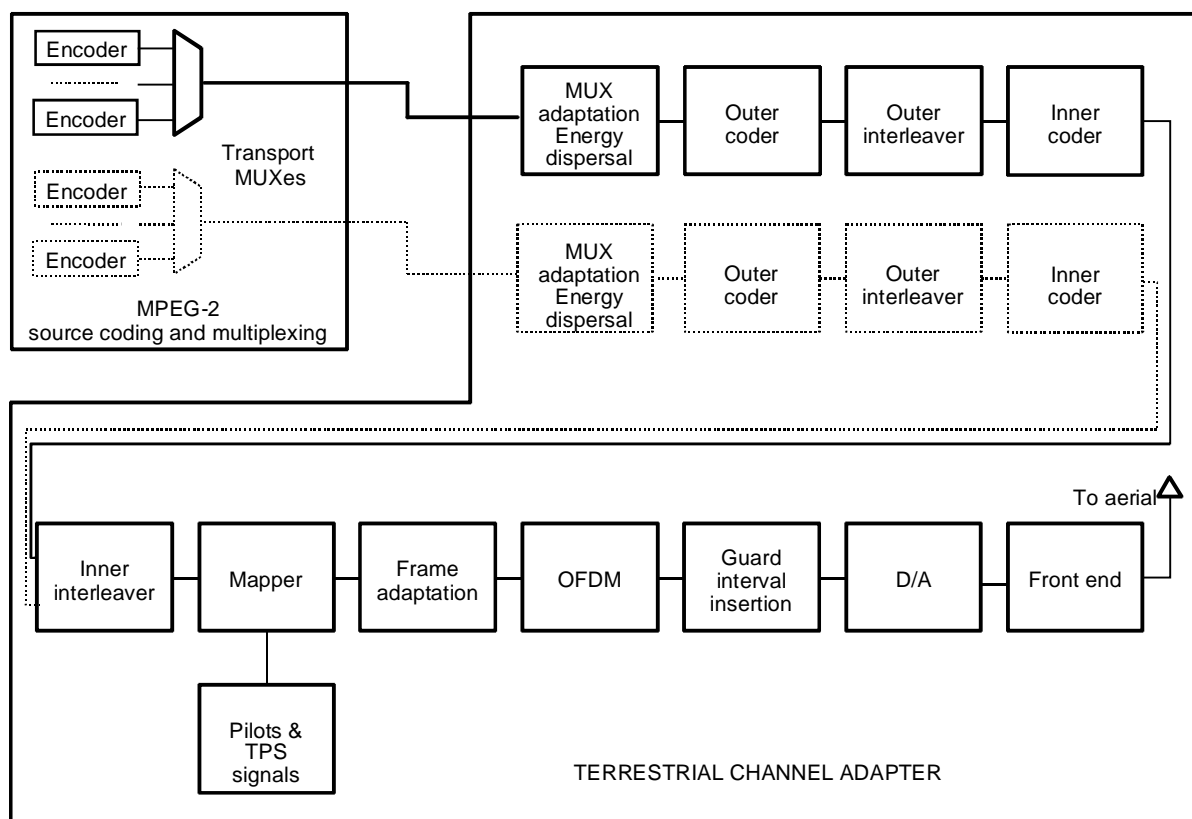 Encoder
Encoder
Transport
MUXes
Encoder
Encoder
MPEG-2
source coding and multiplexing
MUX
adaptation
Energy
dispersal
Outer
coder
Outer
interleaver
Inner
coder
MUX
adaptation
Energy
dispersal
Outer
coder
Outer
interleaver
Inner
coder
To aerial
Inner
interleaver
Mapper
Frame
adaptation
OFDM
Guard
interval
insertion
D/A
Front end
Pilots &
TPS
signals
TERRESTRIAL CHANNEL ADAPTER